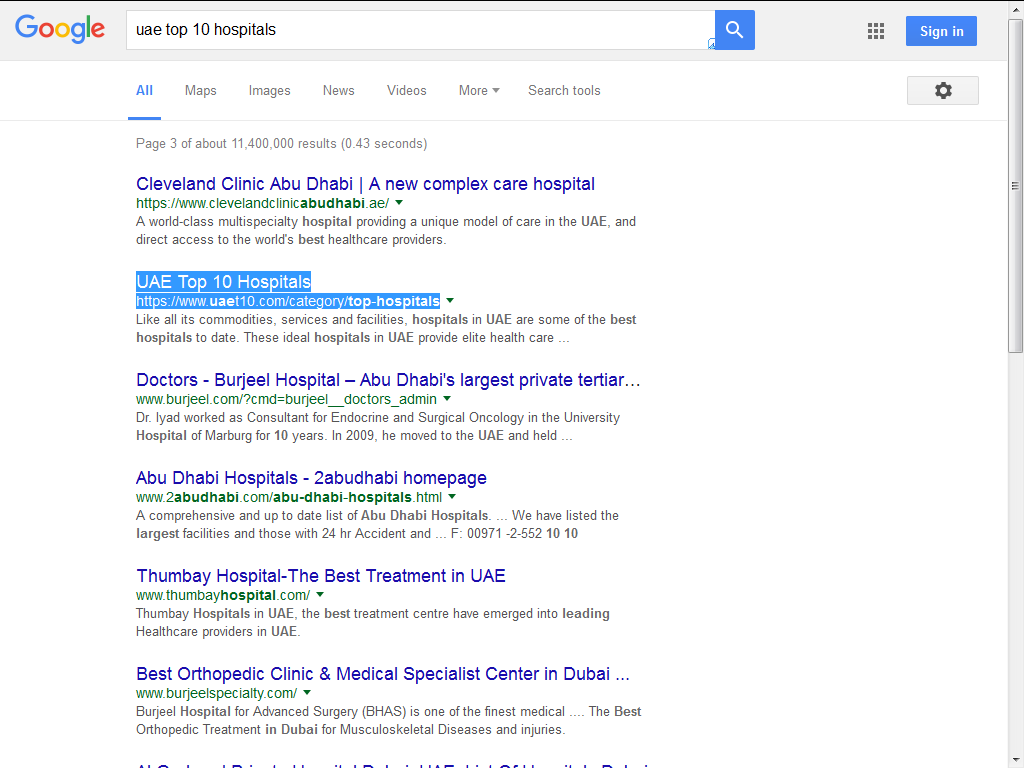 Google
uae top 10 hospitals
Sign in
All Maps Images News Videos More Search tools
Page 3 of about 11,400,000 results (0.43 seconds)
Cleveland Clinic Abu Dhabi | A new complex care hospital
https://www.clevelandclinicabudhabi.ae/
A world-class multispecialty hospital providing a unique model of care in the UAE, and
direct access to the world's best healthcare providers.
UAE Top 10 Hospitals
https://www.uaet10.com/category/top-hospitals
Like all its commodities, services and facilities, hospitals in UAE are some of the best
hospitals to date. These ideal hospitals in UAE provide elite health care ...
Doctors - Burjeel Hospital – Abu Dhabi's largest private tertiar…
www.burjeel.com/?cmd=burjeel__doctors_admin
Dr. Iyad worked as Consultant for Endocrine and Surgical Oncology in the University
Hospital of Marburg for 10 years. In 2009, he moved to the UAE and held ...
Abu Dhabi Hospitals - 2abudhabi homepage
www.2abudhabi.com/abu-dhabi-hospitals.html
A comprehensive and up to date list of Abu Dhabi Hospitals. ... We have listed the
largest facilities and those with 24 hr Accident and ... F: 00971 -2-552 10 10
Thumbay Hospital-The Best Treatment in UAE
www.thumbayhospital.com/
Thumbay Hospitals in UAE, the best treatment centre have emerged into leading
Healthcare providers in UAE.
Best Orthopedic Clinic & Medical Specialist Center in Dubai ...
www.burjeelspecialty.com/
Burjeel Hospital for Advanced Surgery (BHAS) is one of the finest medical .... The Best
Orthopedic Treatment in Dubai for Musculoskeletal Diseases and injuries.